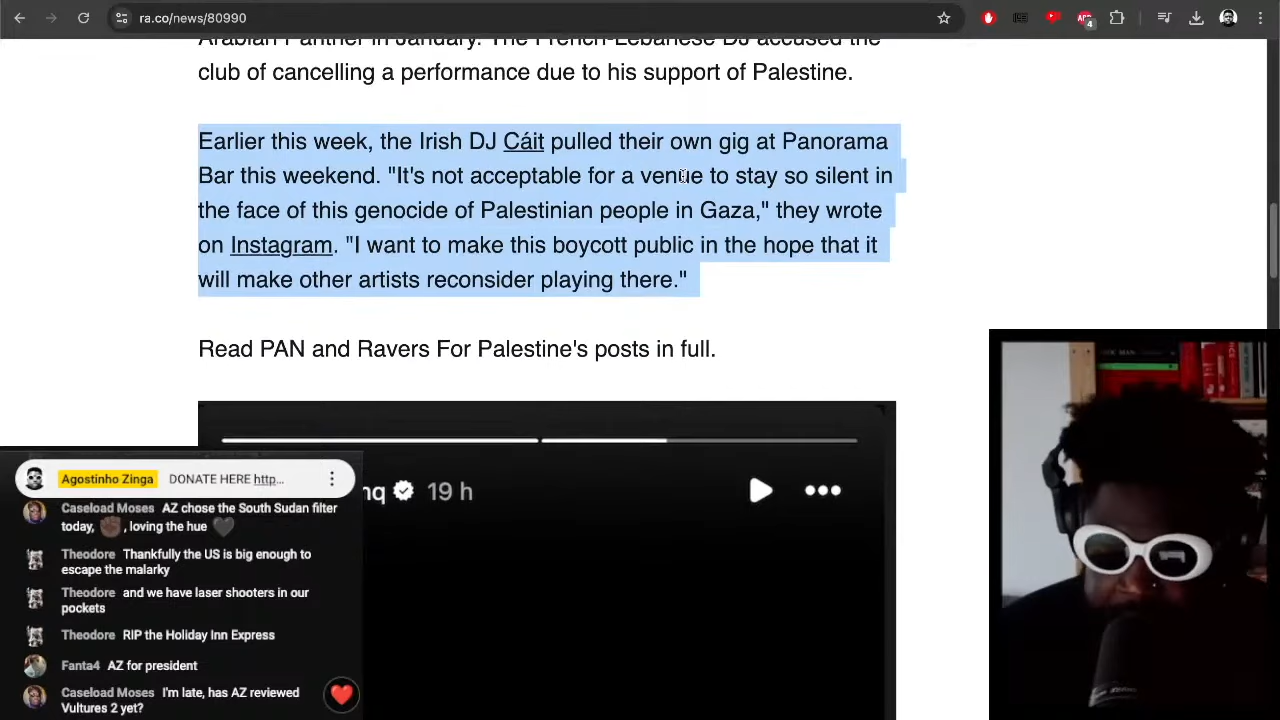 ra.co/news/80990
4
Arabian Panther in January. The French-Lebanese DJ accused the
club of cancelling a performance due to his support of Palestine.
Earlier this week, the Irish DJ Cáit pulled their own gig at Panorama
Bar this weekend. "It's not acceptable for a venue to stay so silent in
the face of this genocide of Palestinian people in Gaza," they wrote
on Instagram. "I want to make this boycott public in the hope that it
will make other artists reconsider playing there."
Read PAN and Ravers For Palestine's posts in full.
nq 19 h
Agostinho Zinga DONATE HERE http...
Caseload Moses AZ chose the South Sudan filter
today, , loving the hue
Theodore Thankfully the US is big enough to
escape the malarky
Theodore and we have laser shooters in our
pockets
Theodore RIP the Holiday Inn Express
Fanta4 AZ for president
Caseload Moses I'm late, has AZ reviewed
Vultures 2 yet?